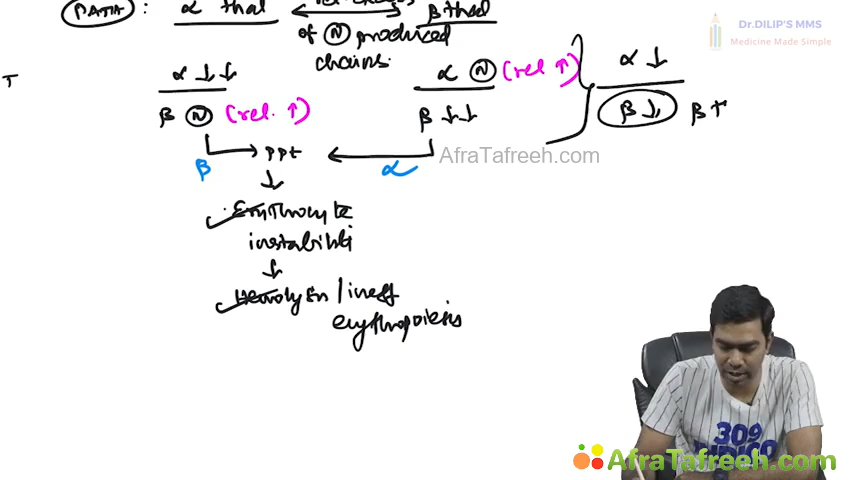 PATH : α thal ⟷ β thal
of Ⓝ produced
chains.
α ↓↓
β Ⓝ (rel. ↑)
α Ⓝ (rel ↑)
β ↓↓
α ↓
β ↓
β+
β → ppt ← α
↓
Erythrocyte
instability
↓
Hemolysis / ineff
erythropoiesis
T
Dr.DILIP'S MMS
Medicine Made Simple
AfraTafreeh.com
309
AfraTafreeh.com